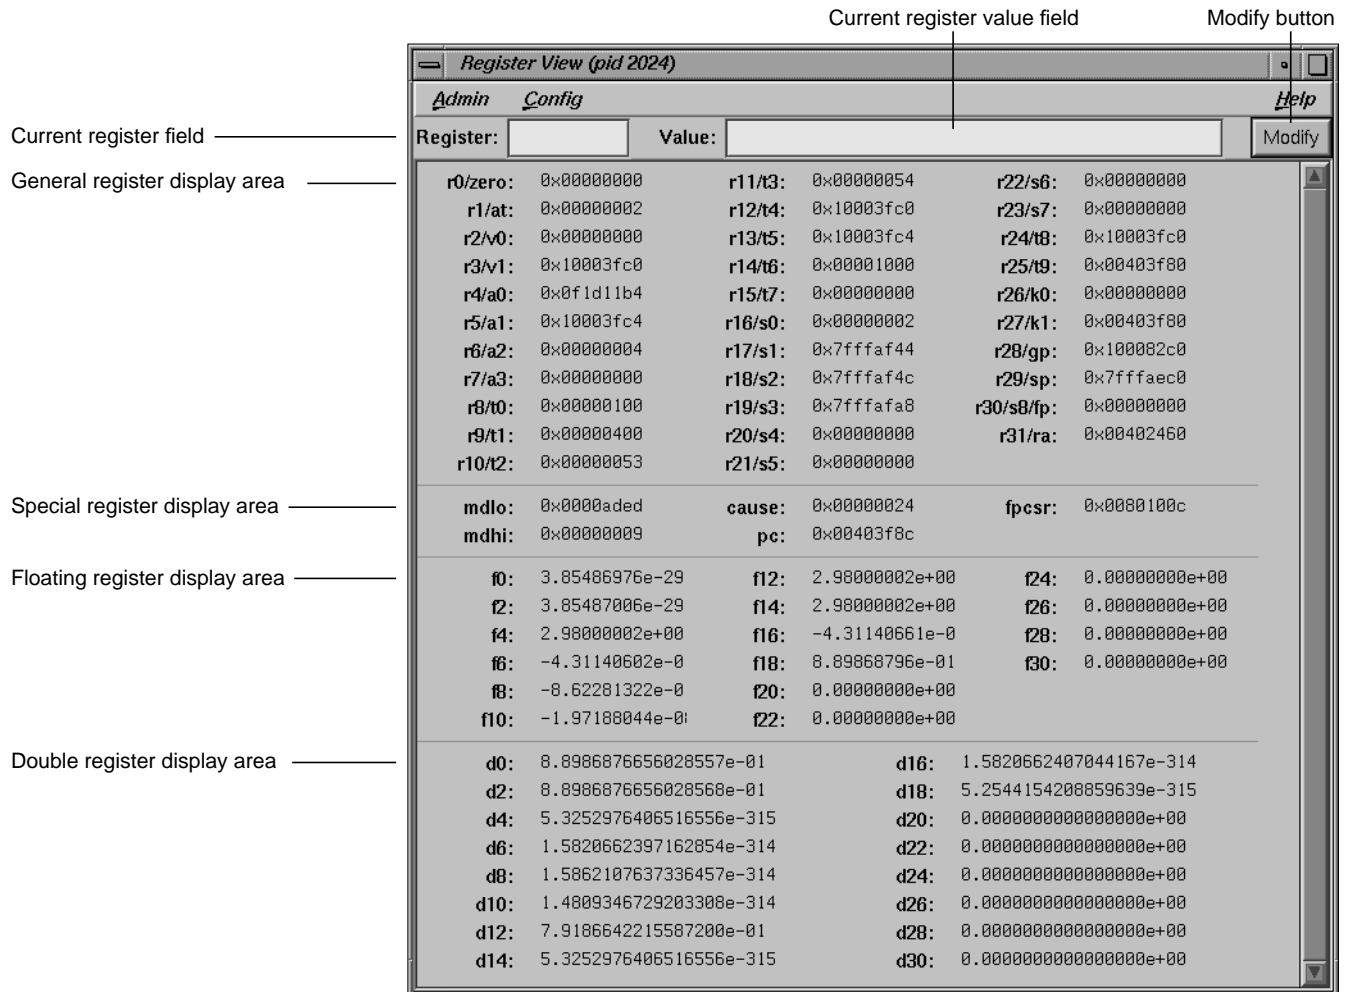 Current register value field Modify button
Register View (pid 2024)
Admin Config Help
Current register field Register: Value: Modify
General register display area r0/zero: 0x00000000 r11/t3: 0x00000054 r22/s6: 0x00000000
r1/at: 0x00000002 r12/t4: 0x10003fc0 r23/s7: 0x00000000
r2/v0: 0x00000000 r13/t5: 0x10003fc4 r24/t8: 0x10003fc0
r3/v1: 0x10003fc0 r14/t6: 0x00001000 r25/t9: 0x00403f80
r4/a0: 0x0f1d11b4 r15/t7: 0x00000000 r26/k0: 0x00000000
r5/a1: 0x10003fc4 r16/s0: 0x00000002 r27/k1: 0x00403f80
r6/a2: 0x00000004 r17/s1: 0x7fffaf44 r28/gp: 0x100082c0
r7/a3: 0x00000000 r18/s2: 0x7fffaf4c r29/sp: 0x7fffaec0
r8/t0: 0x00000100 r19/s3: 0x7fffafa8 r30/s8/fp: 0x00000000
r9/t1: 0x00000400 r20/s4: 0x00000000 r31/ra: 0x00402460
r10/t2: 0x00000053 r21/s5: 0x00000000
Special register display area mdlo: 0x0000aded cause: 0x00000024 fpcsr: 0x0080100c
mdhi: 0x00000009 pc: 0x00403f8c
Floating register display area f0: 3.85486976e-29 f12: 2.98000002e+00 f24: 0.00000000e+00
f2: 3.85487006e-29 f14: 2.98000002e+00 f26: 0.00000000e+00
f4: 2.98000002e+00 f16: -4.31140661e-0 f28: 0.00000000e+00
f6: -4.31140602e-0 f18: 8.89868796e-01 f30: 0.00000000e+00
f8: -8.62281322e-0 f20: 0.00000000e+00
f10: -1.97188044e-0 f22: 0.00000000e+00
Double register display area d0: 8.8986876656028557e-01 d16: 1.5820662407044167e-314
d2: 8.8986876656028568e-01 d18: 5.2544154208859639e-315
d4: 5.3252976406516556e-315 d20: 0.0000000000000000e+00
d6: 1.5820662397162854e-314 d22: 0.0000000000000000e+00
d8: 1.5862107637336457e-314 d24: 0.0000000000000000e+00
d10: 1.4809346729203308e-314 d26: 0.0000000000000000e+00
d12: 7.9186642215587200e-01 d28: 0.0000000000000000e+00
d14: 5.3252976406516556e-315 d30: 0.0000000000000000e+00